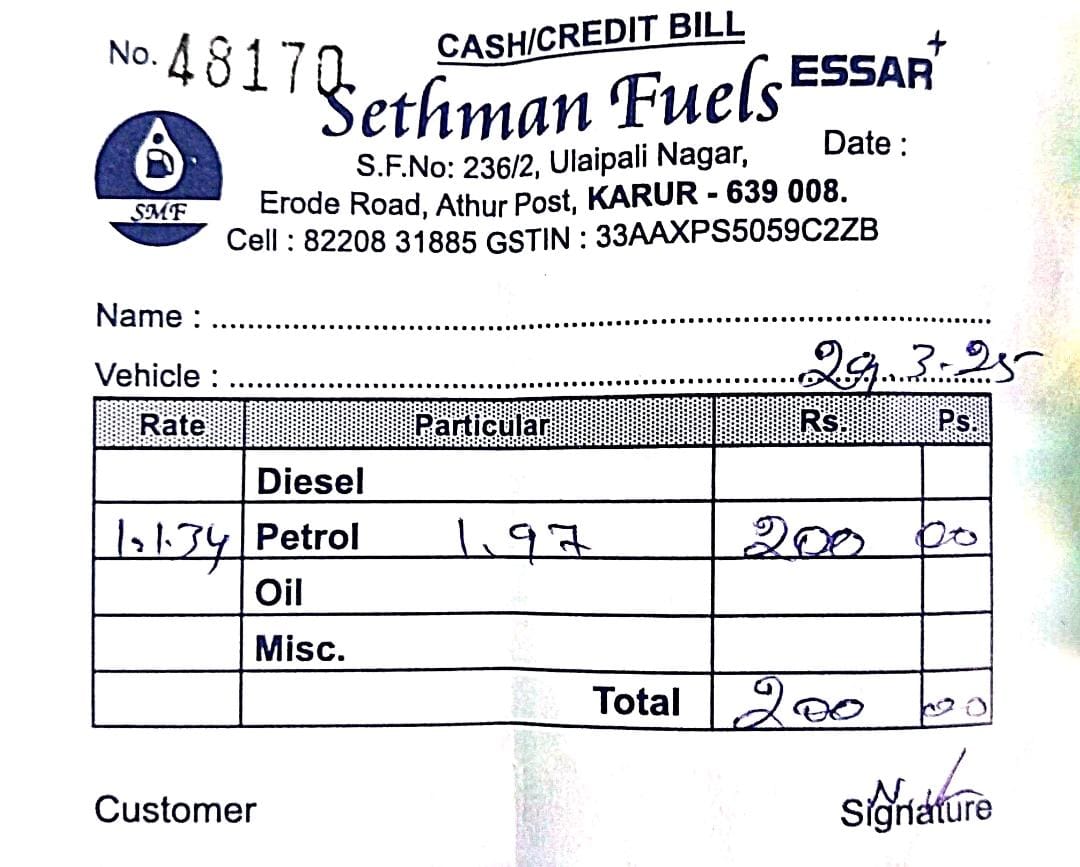 No. 48170
CASH/CREDIT BILL
Sethman Fuels ESSAR+
SMF
S.F.No: 236/2, Ulaipali Nagar, Date :
Erode Road, Athur Post, KARUR - 639 008.
Cell : 82208 31885 GSTIN : 33AAXPS5059C2ZB
Name :
Vehicle : 29.3-25
Rate Particular Rs. Ps.
Diesel
101.34 Petrol 1.97 200 00
Oil
Misc.
Total 200 00
Customer Signature